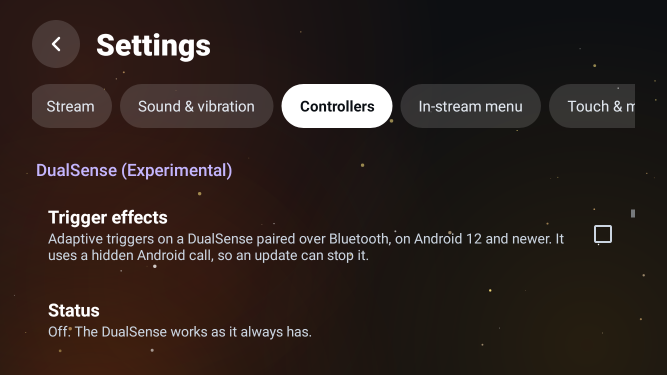 Settings
Stream
Sound & vibration
Controllers
In-stream menu
Touch & m
DualSense (Experimental)
Trigger effects
Adaptive triggers on a DualSense paired over Bluetooth, on Android 12 and newer. It
uses a hidden Android call, so an update can stop it.
Status
Off. The DualSense works as it always has.